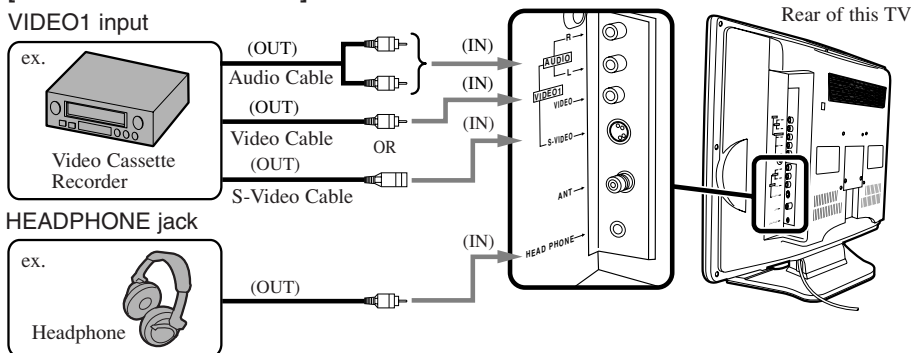 VIDEO1 input
ex.
Video Cassette
Recorder
(OUT)
Audio Cable
(OUT)
Video Cable
OR
(OUT)
S-Video Cable
(IN)
(IN)
(IN)
HEADPHONE jack
ex.
Headphone
(OUT)
(IN)
R
AUDIO
L
VIDEO1
VIDEO
S-VIDEO
ANT
HEAD PHONE
Rear of this TV